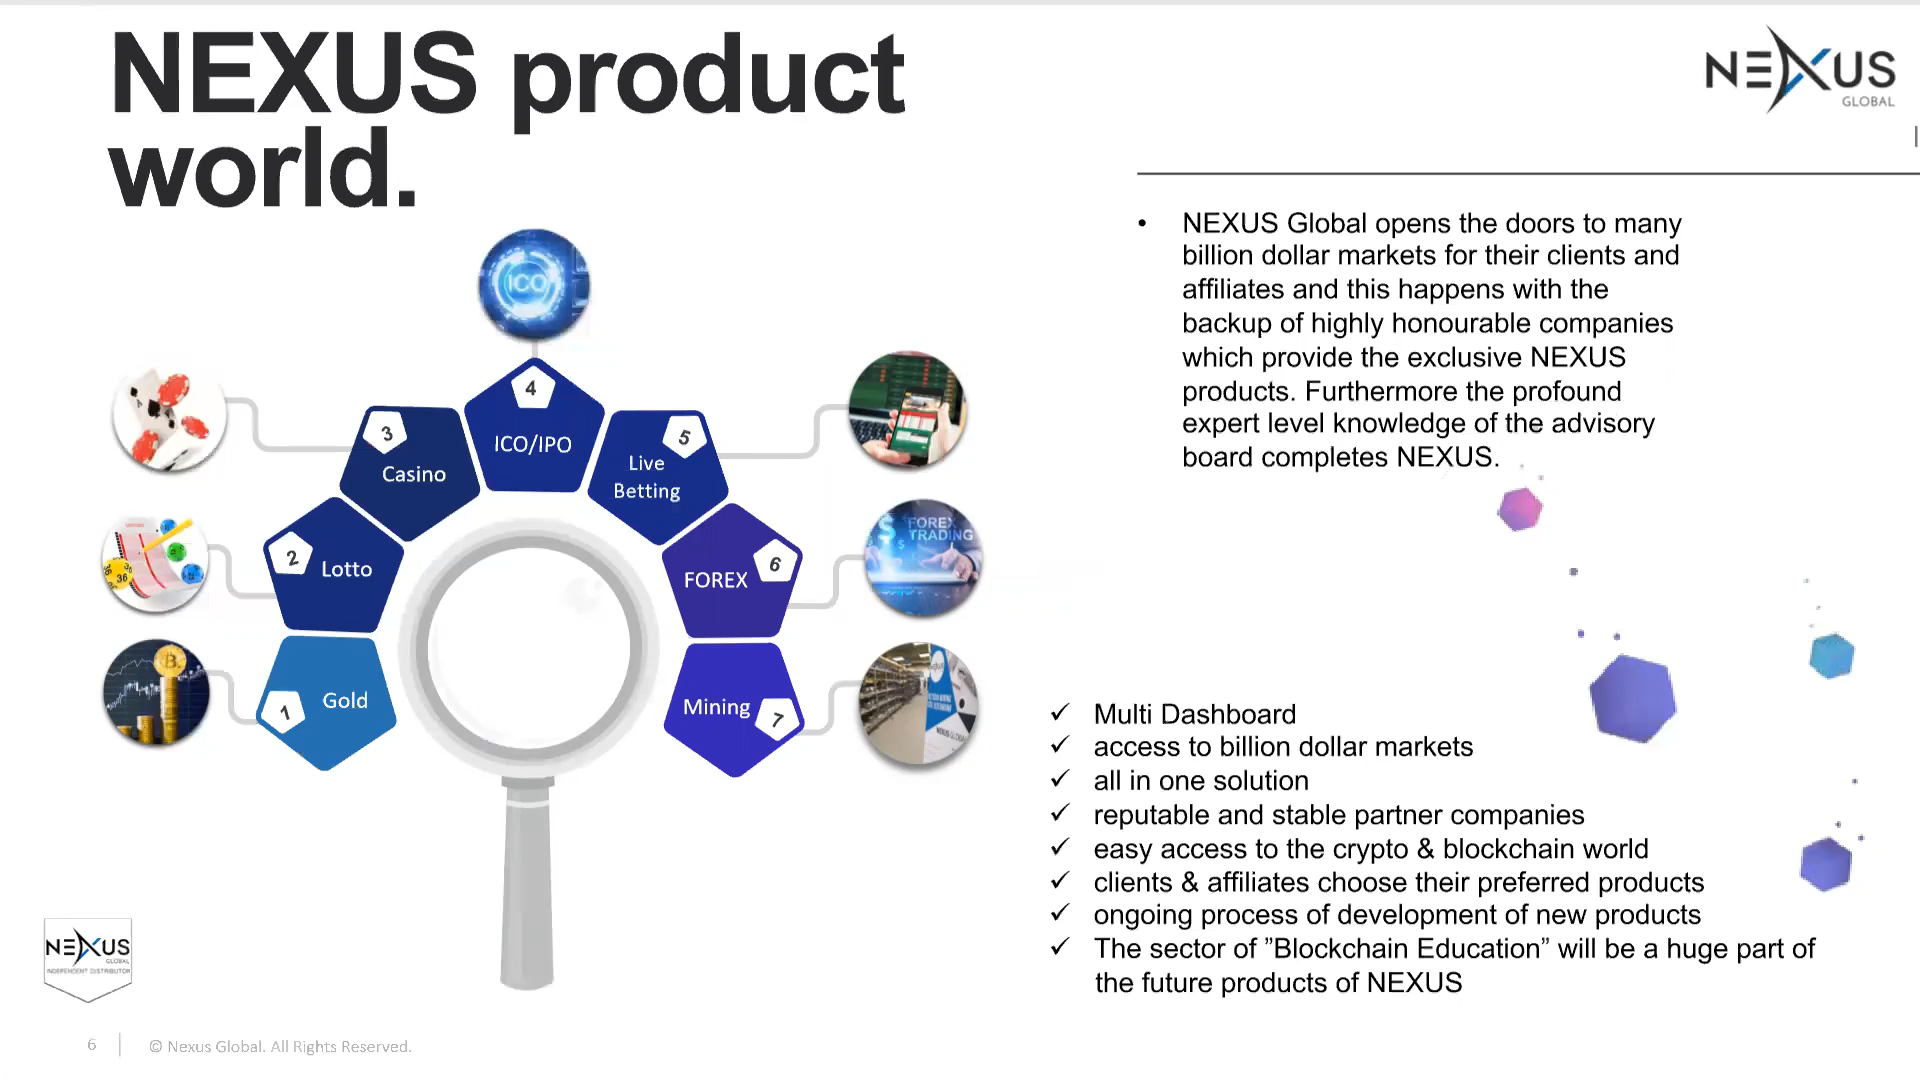 NEXUS product
world.
NEXUS
GLOBAL
• NEXUS Global opens the doors to many
billion dollar markets for their clients and
affiliates and this happens with the
backup of highly honourable companies
which provide the exclusive NEXUS
products. Furthermore the profound
expert level knowledge of the advisory
board completes NEXUS.
ICO
4
ICO/IPO
3
Casino
5
Live
Betting
2
Lotto
6
FOREX
FOREX
TRADING
36
36
1
Gold
Mining
7
✓ Multi Dashboard
✓ access to billion dollar markets
✓ all in one solution
✓ reputable and stable partner companies
✓ easy access to the crypto & blockchain world
✓ clients & affiliates choose their preferred products
✓ ongoing process of development of new products
✓ The sector of ”Blockchain Education” will be a huge part of
the future products of NEXUS
NEXUS
GLOBAL
INDEPENDENT DISTRIBUTOR
6
© Nexus Global. All Rights Reserved.